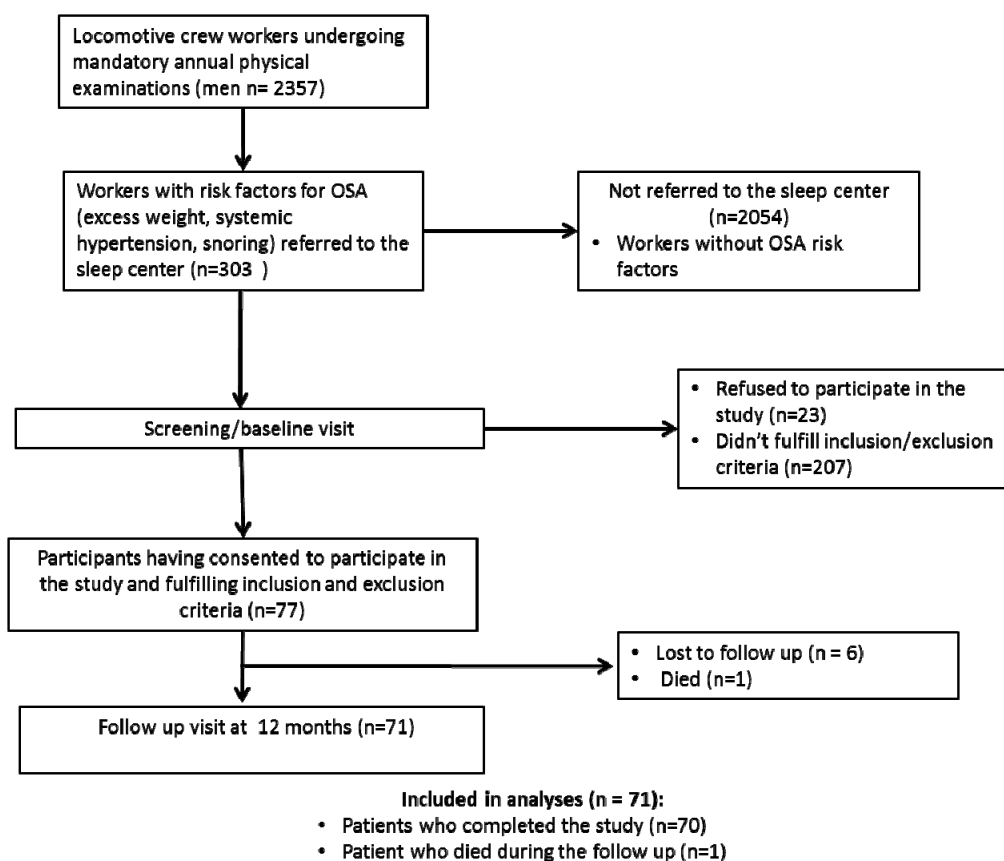 Locomotive crew workers undergoing
mandatory annual physical
examinations (men n= 2357)
Workers with risk factors for OSA
(excess weight, systemic
hypertension, snoring) referred to the
sleep center (n=303 )
Not referred to the sleep center
(n=2054)
• Workers without OSA risk
factors
Screening/baseline visit
• Refused to participate in the
study (n=23)
• Didn't fulfill inclusion/exclusion
criteria (n=207)
Participants having consented to participate in
the study and fulfilling inclusion and exclusion
criteria (n=77)
• Lost to follow up (n = 6)
• Died (n=1)
Follow up visit at 12 months (n=71)
Included in analyses (n = 71):
• Patients who completed the study (n=70)
• Patient who died during the follow up (n=1)